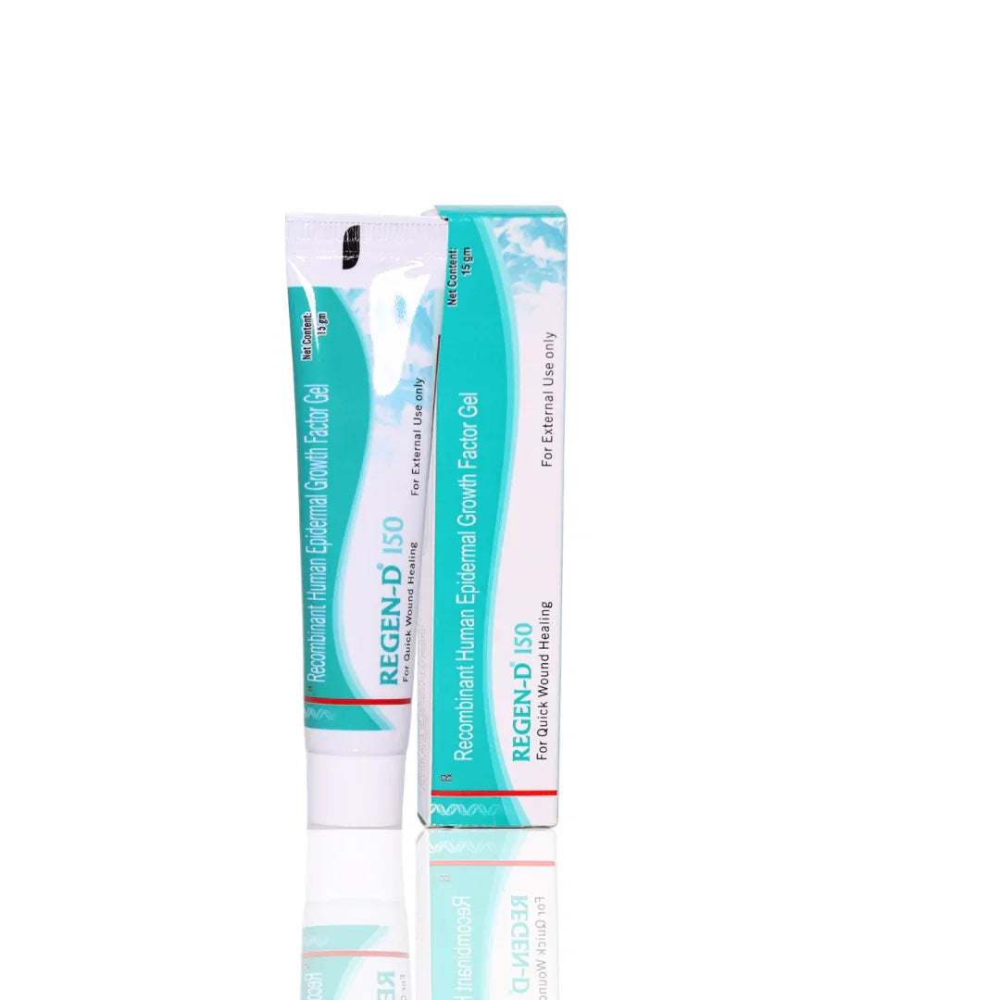 Net Content:
15 gm
Recombinant Human Epidermal Growth Factor Gel
For External Use only
REGEN-D® 150
For Quick Wound Healing
Rx
Net Content:
15 gm
Recombinant Human Epidermal Growth Factor Gel
For External Use only
REGEN-D® 150
For Quick Wound Healing
Rx